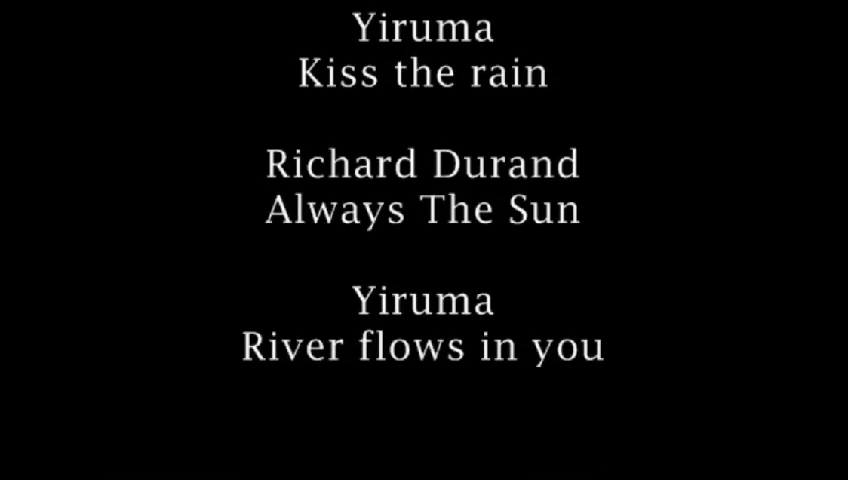 Yiruma
Kiss the rain
Richard Durand
Always The Sun
Yiruma
River flows in you